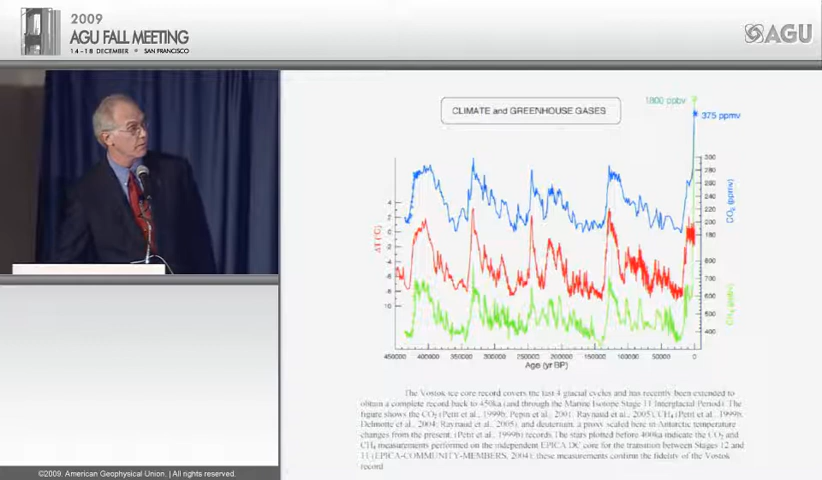 2009
AGU FALL MEETING
14 - 18 DECEMBER • SAN FRANCISCO
AGU
CLIMATE and GREENHOUSE GASES
1800 ppbv
375 ppmv
300
280
260
240
220
200
180
CO₂ (ppmv)
4
2
0
-2
-4
-6
-8
10
ΔT (°C)
800
700
600
500
400
CH₄ (ppbv)
450000 400000 350000 300000 250000 200000 150000 100000 50000 0
Age (yr BP)
The Vostok ice core record covers the last 4 glacial cycles and has recently been extended to
obtain a complete record back to 450ka (and through the Marine Isotope Stage 11 Interglacial Period). The
figure shows the CO₂ (Petit et al., 1999b; Pepin et al., 2001; Raynaud et al., 2005), CH₄ (Petit et al., 1999b;
Delmotte et al., 2004; Raynaud et al., 2005), and deuterium, a proxy scaled here in Antarctic temperature
changes from the present, (Petit et al., 1999b) records. The stars plotted before 400ka indicate the CO₂ and
CH₄ measurements performed on the independent EPICA DC core for the transition between Stages 12 and
11 (EPICA-COMMUNITY-MEMBERS, 2004); these measurements confirm the fidelity of the Vostok
record
©2009. American Geophysical Union. All rights reserved.